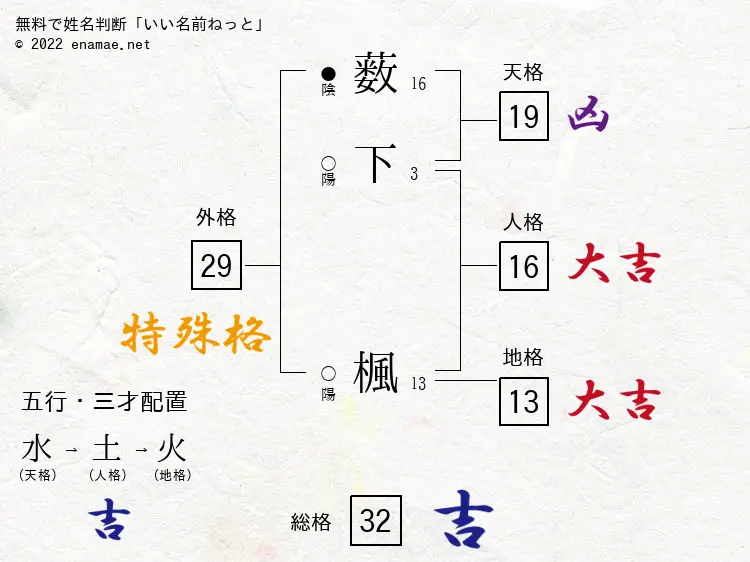 無料で姓名判断「いい名前ねっと」
© 2022 enamae.net
●
陰
薮
16
天格
19
凶
○
陽
下
3
外格
29
特殊格
人格
16
大吉
○
陽
楓
13
地格
13
大吉
五行・三才配置
水→土→火
(天格) (人格) (地格)
吉
総格 32 吉